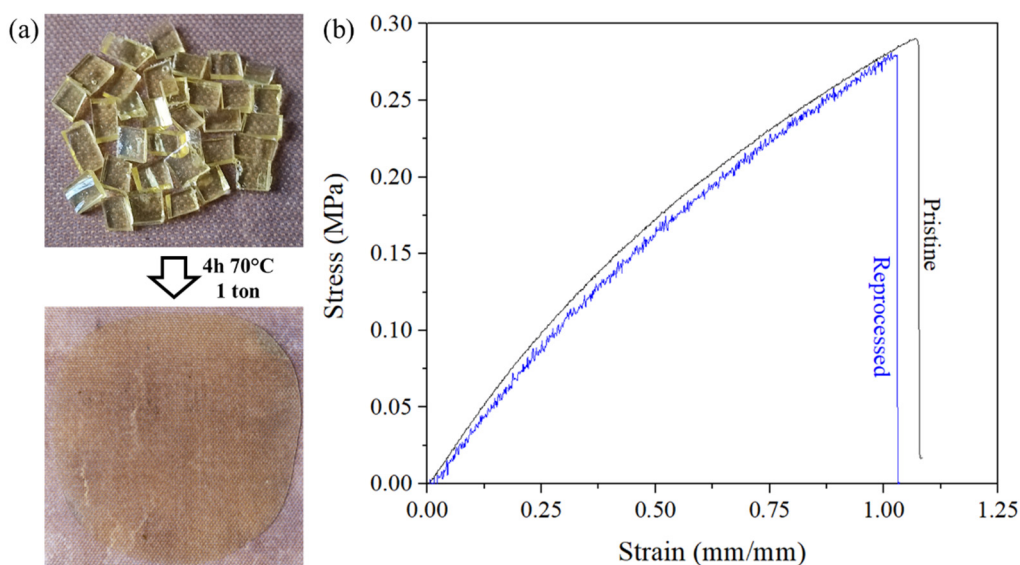 (a)
4h 70°C
1 ton
(b)
Stress (MPa)
0.30
0.25
0.20
0.15
0.10
0.05
0.00
Pristine
Reprocessed
0.00 0.25 0.50 0.75 1.00 1.25
Strain (mm/mm)